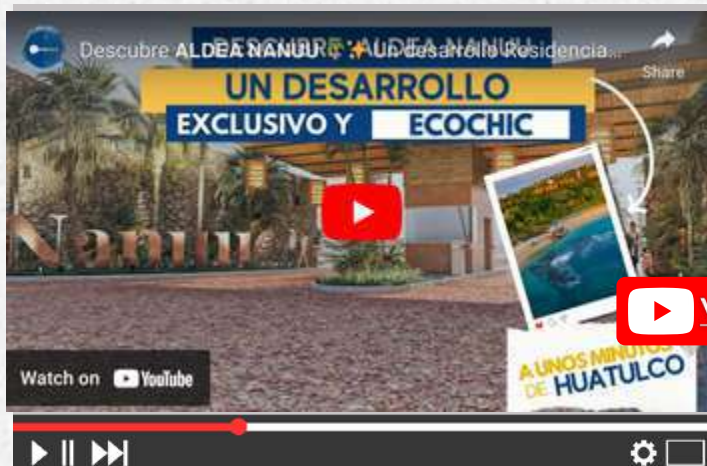 Descubre ALDEA NANUU🌴✨ Un desarrollo Residencia...
DESCUBRE: ALDEA NANUU
Share
UN DESARROLLO
EXCLUSIVO Y ECOCHIC
Nanuu
A UNOS MINUTOS
DE HUATULCO
Watch on YouTube